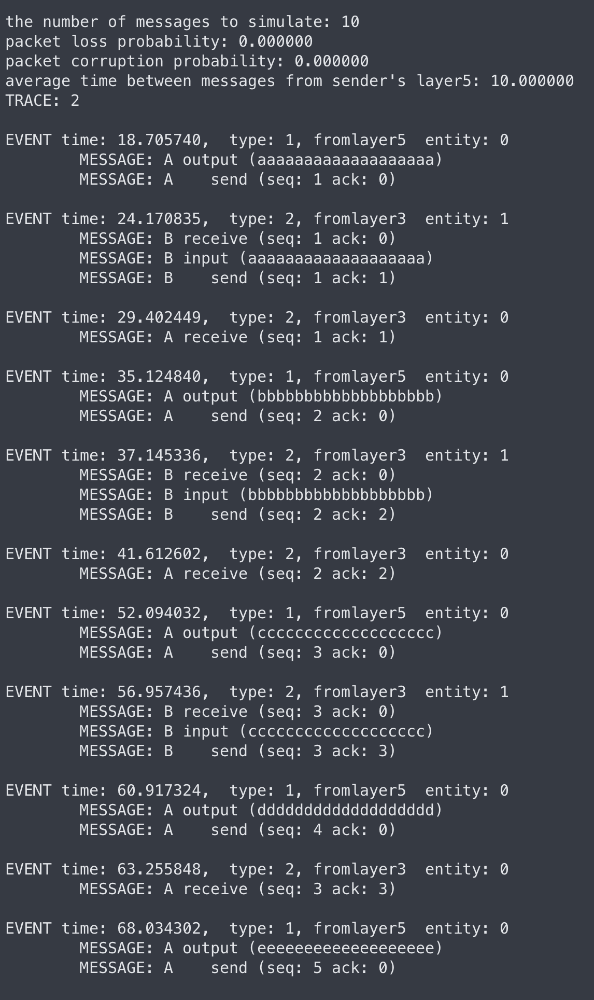 the number of messages to simulate: 10
packet loss probability: 0.000000
packet corruption probability: 0.000000
average time between messages from sender's layer5: 10.000000
TRACE: 2
EVENT time: 18.705740,  type: 1, fromlayer5  entity: 0
MESSAGE: A output (aaaaaaaaaaaaaaaaaaa)
MESSAGE: A    send (seq: 1 ack: 0)
EVENT time: 24.170835,  type: 2, fromlayer3  entity: 1
MESSAGE: B receive (seq: 1 ack: 0)
MESSAGE: B input (aaaaaaaaaaaaaaaaaaa)
MESSAGE: B    send (seq: 1 ack: 1)
EVENT time: 29.402449,  type: 2, fromlayer3  entity: 0
MESSAGE: A receive (seq: 1 ack: 1)
EVENT time: 35.124840,  type: 1, fromlayer5  entity: 0
MESSAGE: A output (bbbbbbbbbbbbbbbbbbb)
MESSAGE: A    send (seq: 2 ack: 0)
EVENT time: 37.145336,  type: 2, fromlayer3  entity: 1
MESSAGE: B receive (seq: 2 ack: 0)
MESSAGE: B input (bbbbbbbbbbbbbbbbbbb)
MESSAGE: B    send (seq: 2 ack: 2)
EVENT time: 41.612602,  type: 2, fromlayer3  entity: 0
MESSAGE: A receive (seq: 2 ack: 2)
EVENT time: 52.094032,  type: 1, fromlayer5  entity: 0
MESSAGE: A output (ccccccccccccccccccc)
MESSAGE: A    send (seq: 3 ack: 0)
EVENT time: 56.957436,  type: 2, fromlayer3  entity: 1
MESSAGE: B receive (seq: 3 ack: 0)
MESSAGE: B input (ccccccccccccccccccc)
MESSAGE: B    send (seq: 3 ack: 3)
EVENT time: 60.917324,  type: 1, fromlayer5  entity: 0
MESSAGE: A output (ddddddddddddddddddd)
MESSAGE: A    send (seq: 4 ack: 0)
EVENT time: 63.255848,  type: 2, fromlayer3  entity: 0
MESSAGE: A receive (seq: 3 ack: 3)
EVENT time: 68.034302,  type: 1, fromlayer5  entity: 0
MESSAGE: A output (eeeeeeeeeeeeeeeeeee)
MESSAGE: A    send (seq: 5 ack: 0)